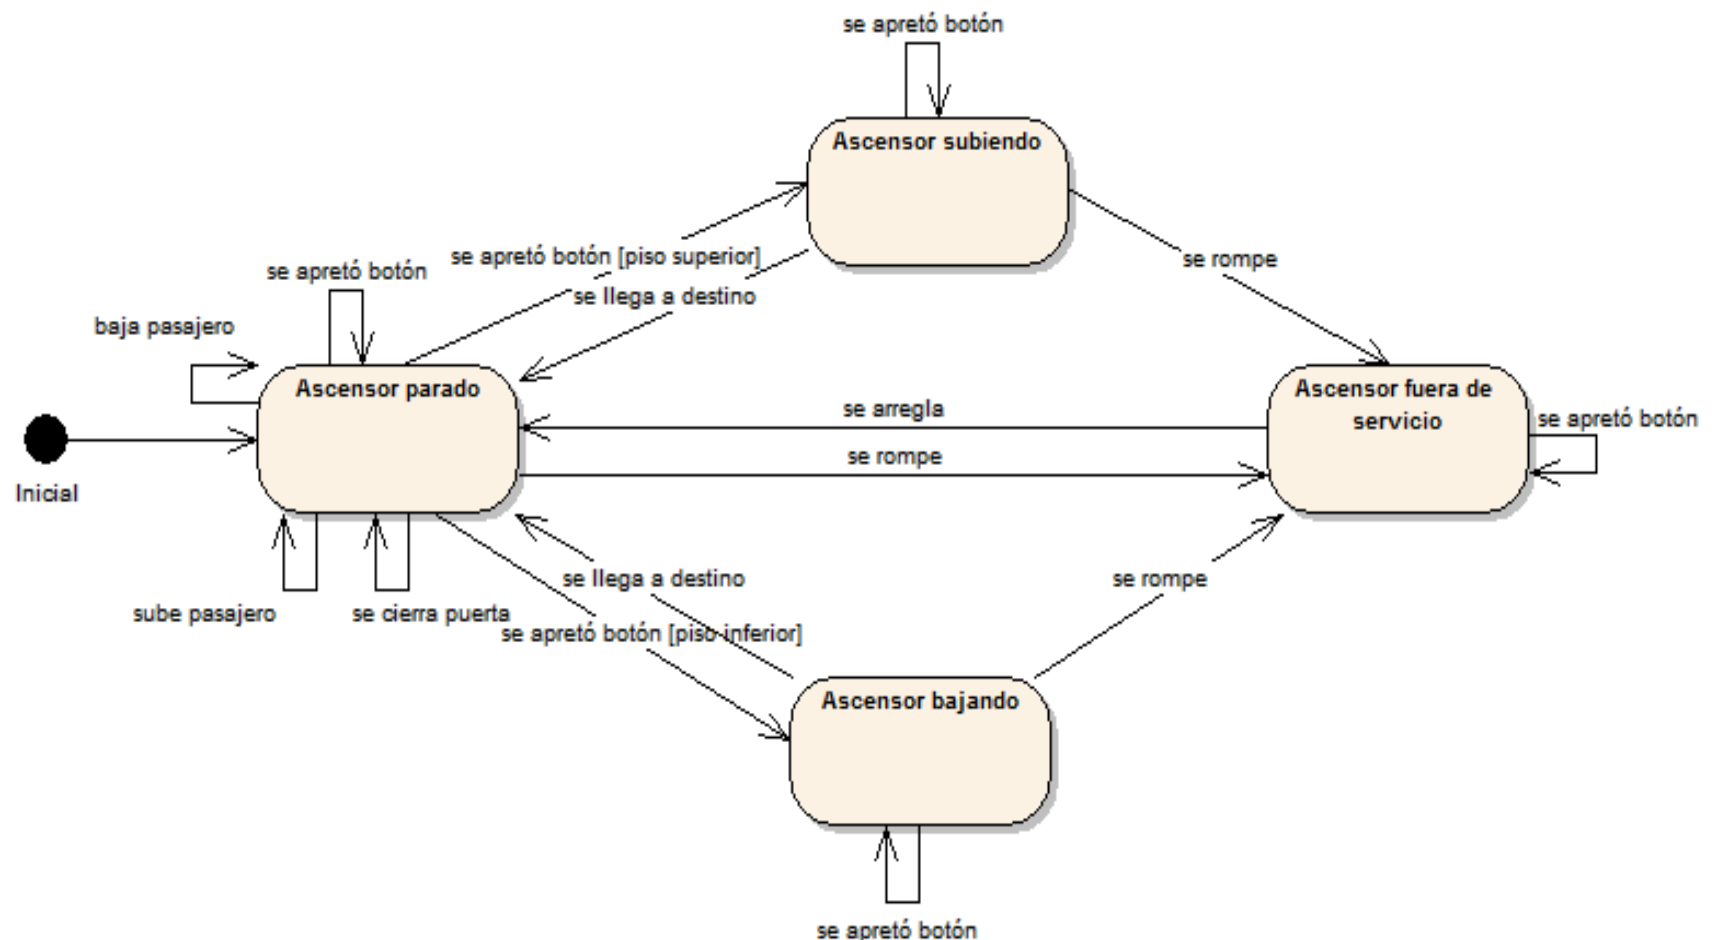 se apretó botón
Ascensor subiendo
se apretó botón [piso superior]
se rompe
se apretó botón
se llega a destino
baja pasajero
Ascensor parado
Ascensor fuera de
servicio
se arregla
se apretó botón
se rompe
Inicial
se llega a destino
se rompe
sube pasajero
se cierra puerta
se apretó botón [piso inferior]
Ascensor bajando
se apretó botón